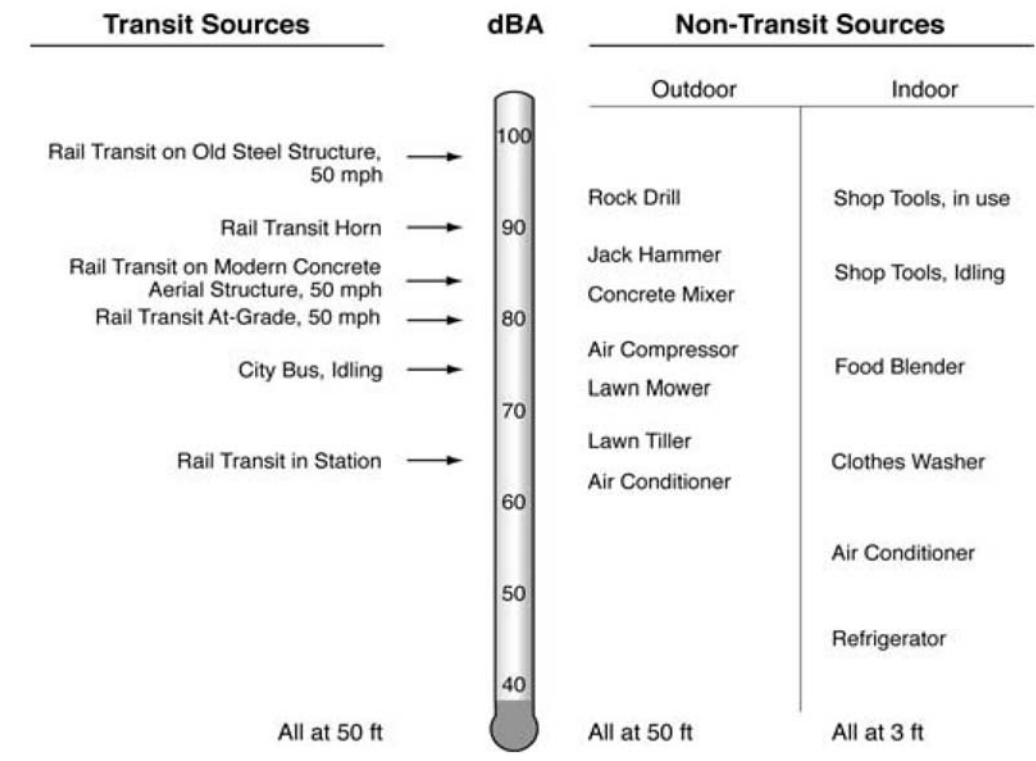 Transit Sources
dBA
Non-Transit Sources
Outdoor
Indoor
100
Rail Transit on Old Steel Structure,
50 mph
Rock Drill
Shop Tools, in use
Rail Transit Horn
90
Jack Hammer
Rail Transit on Modern Concrete
Aerial Structure, 50 mph
Shop Tools, Idling
Concrete Mixer
Rail Transit At-Grade, 50 mph
80
Air Compressor
City Bus, Idling
Food Blender
Lawn Mower
70
Lawn Tiller
Rail Transit in Station
Clothes Washer
Air Conditioner
60
Air Conditioner
50
Refrigerator
40
All at 50 ft
All at 50 ft
All at 3 ft